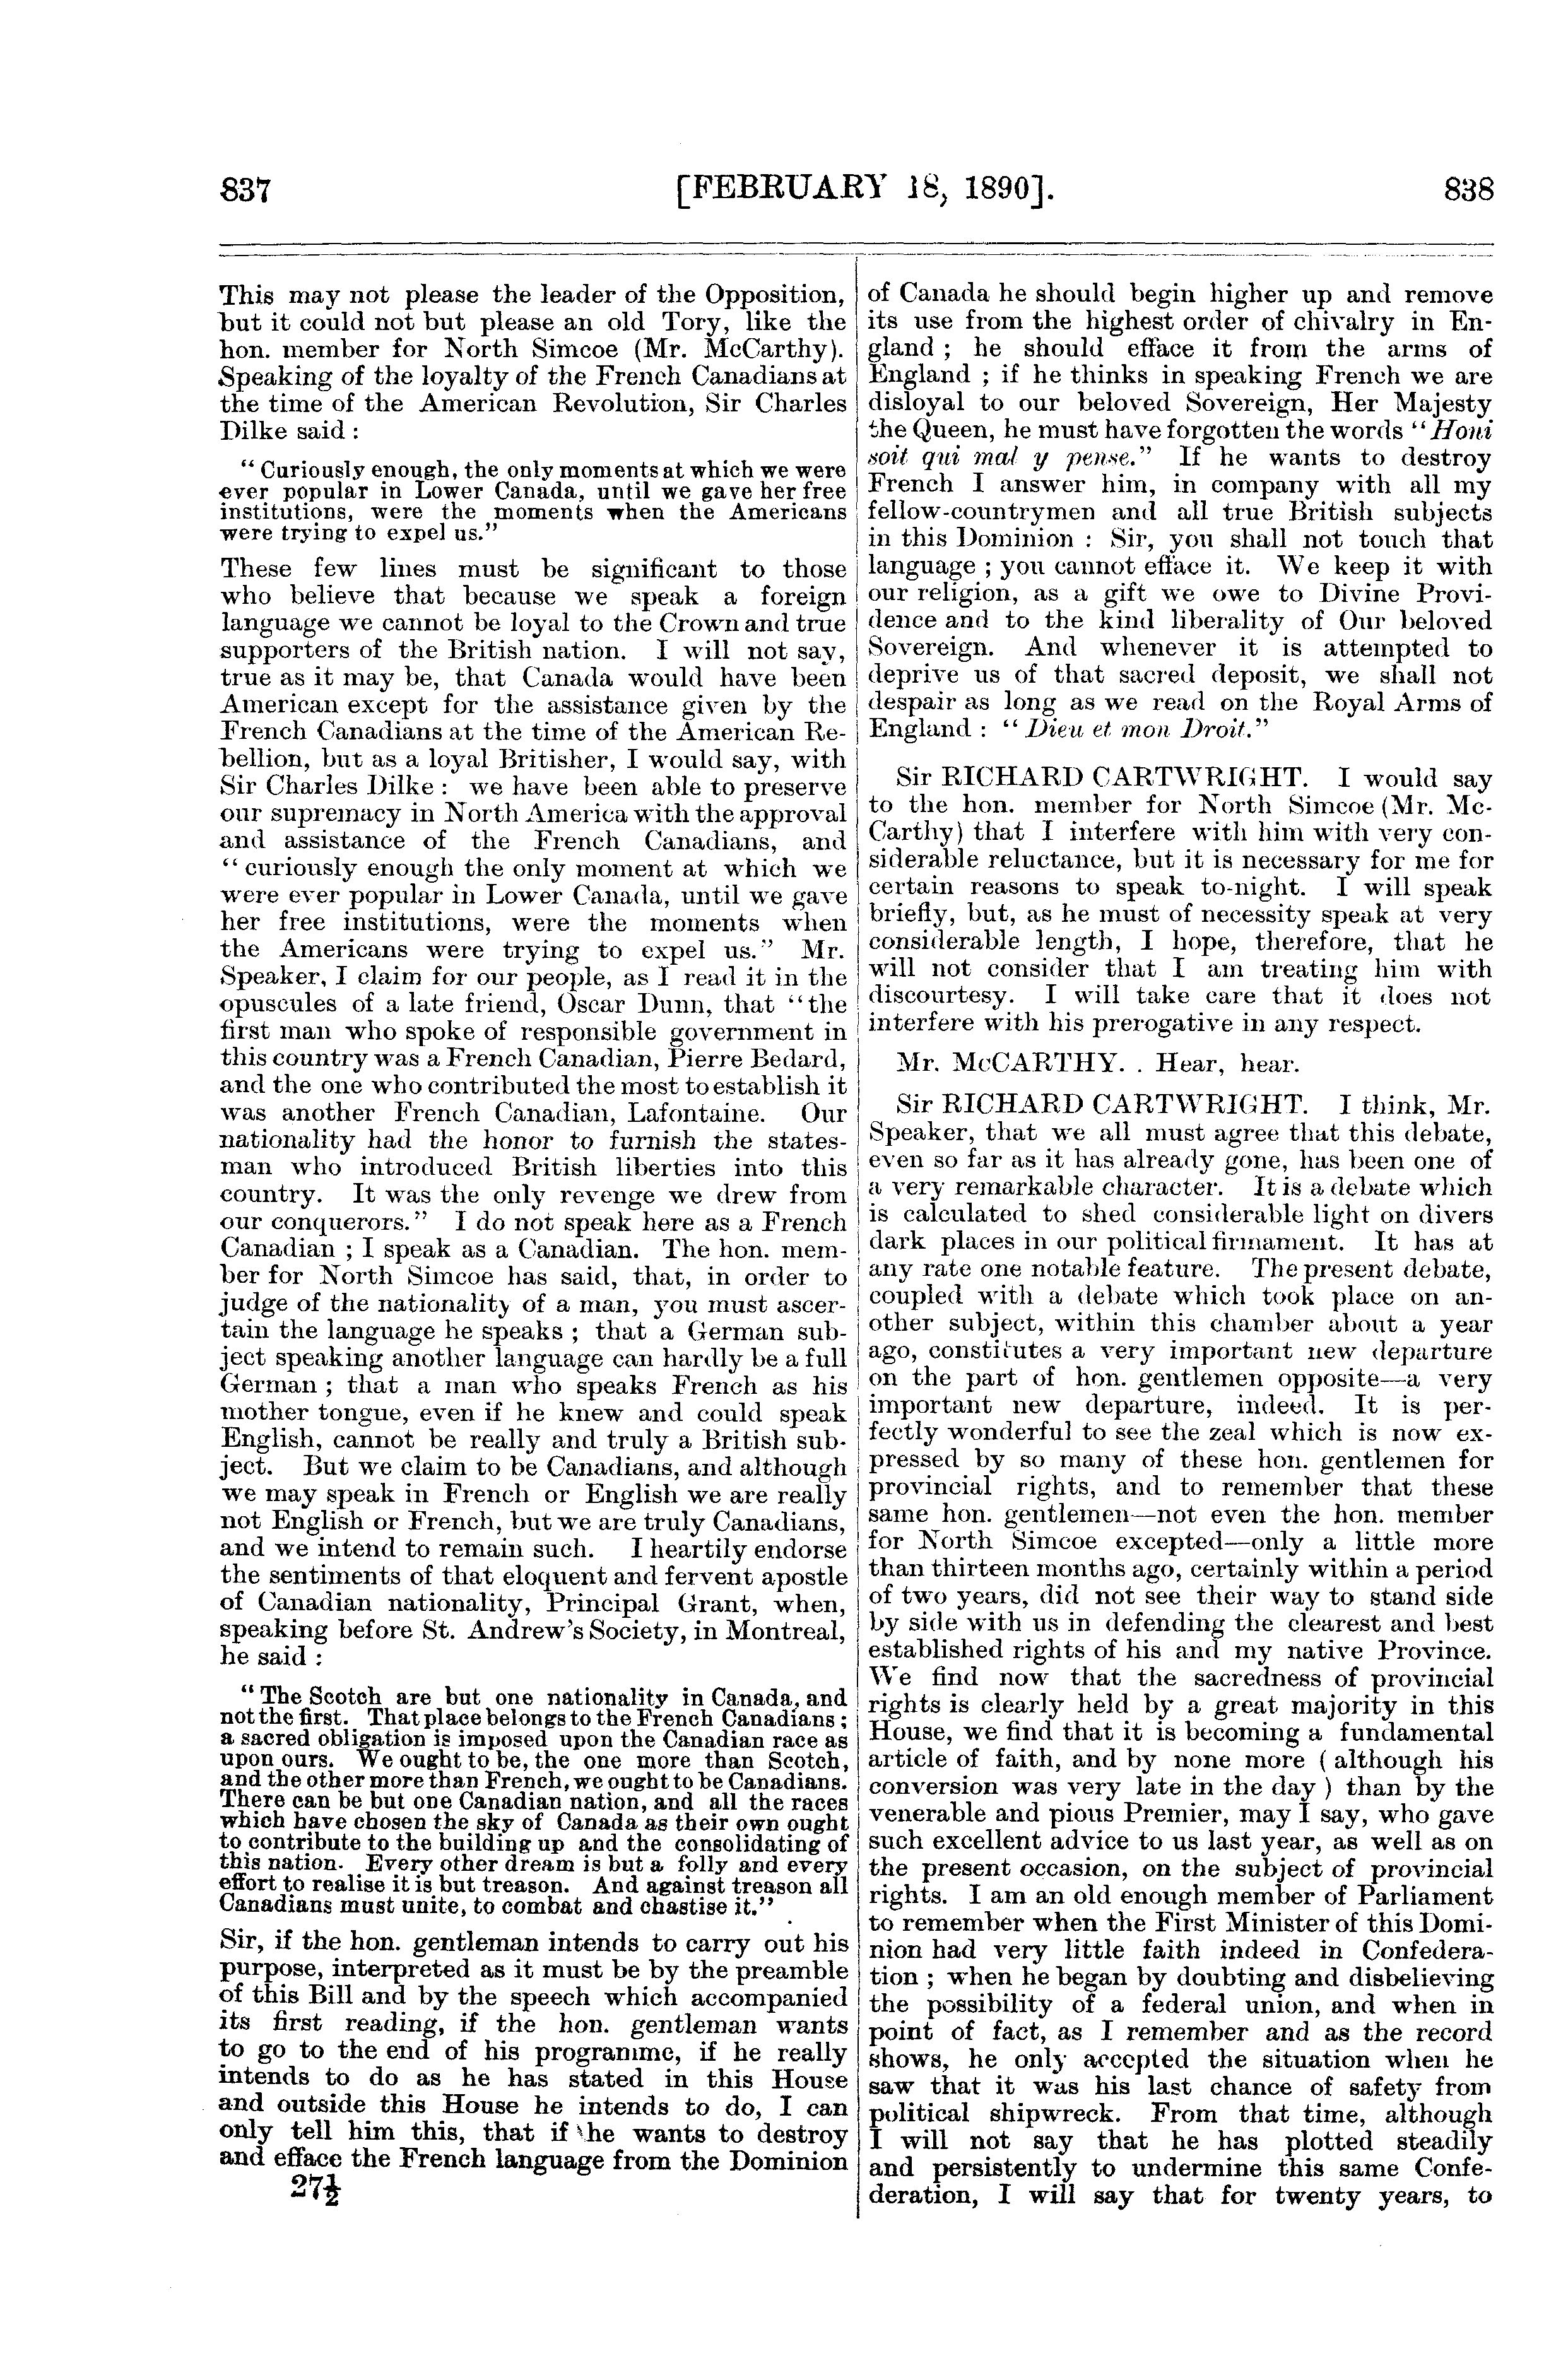 837
[FEBRUARY 18, 1890].
838
This may not please the leader of the Opposition,
but it could not but please an old Tory, like the
hon. member for North Simcoe (Mr. McCarthy).
Speaking of the loyalty of the French Canadians at
the time of the American Revolution, Sir Charles
Dilke said :
“ Curiously enough, the only moments at which we were
ever popular in Lower Canada, until we gave her free
institutions, were the moments when the Americans
were trying to expel us.”
These few lines must be significant to those
who believe that because we speak a foreign
language we cannot be loyal to the Crown and true
supporters of the British nation. I will not say,
true as it may be, that Canada would have been
American except for the assistance given by the
French Canadians at the time of the American Re-
bellion, but as a loyal Britisher, I would say, with
Sir Charles Dilke : we have been able to preserve
our supremacy in North America with the approval
and assistance of the French Canadians, and
“ curiously enough the only moment at which we
were ever popular in Lower Canada, until we gave
her free institutions, were the moments when
the Americans were trying to expel us.” Mr.
Speaker, I claim for our people, as I read it in the
opuscules of a late friend, Oscar Dunn, that “the
first man who spoke of responsible government in
this country was a French Canadian, Pierre Bedard,
and the one who contributed the most to establish it
was another French Canadian, Lafontaine. Our
nationality had the honor to furnish the states-
man who introduced British liberties into this
country. It was the only revenge we drew from
our conquerors.” I do not speak here as a French
Canadian ; I speak as a Canadian. The hon. mem-
ber for North Simcoe has said, that, in order to
judge of the nationality of a man, you must ascer-
tain the language he speaks ; that a German sub-
ject speaking another language can hardly be a full
German ; that a man who speaks French as his
mother tongue, even if he knew and could speak
English, cannot be really and truly a British sub-
ject. But we claim to be Canadians, and although
we may speak in French or English we are really
not English or French, but we are truly Canadians,
and we intend to remain such. I heartily endorse
the sentiments of that eloquent and fervent apostle
of Canadian nationality, Principal Grant, when,
speaking before St. Andrew’s Society, in Montreal,
he said :
“ The Scotch are but one nationality in Canada, and
not the first. That place belongs to the French Canadians ;
a sacred obligation is imposed upon the Canadian race as
upon ours. We ought to be, the one more than Scotch,
and the other more than French, we ought to be Canadians.
There can be but one Canadian nation, and all the races
which have chosen the sky of Canada as their own ought
to contribute to the building up and the consolidating of
this nation. Every other dream is but a folly and every
effort to realise it is but treason. And against treason all
Canadians must unite, to combat and chastise it.”
Sir, if the hon. gentleman intends to carry out his
purpose, interpreted as it must be by the preamble
of this Bill and by the speech which accompanied
its first reading, if the hon. gentleman wants
to go to the end of his programme, if he really
intends to do as he has stated in this House
and outside this House he intends to do, I can
only tell him this, that if he wants to destroy
and efface the French language from the Dominion
27½
of Canada he should begin higher up and remove
its use from the highest order of chivalry in En-
gland ; he should efface it from the arms of
England ; if he thinks in speaking French we are
disloyal to our beloved Sovereign, Her Majesty
the Queen, he must have forgotten the words “Honi
soit qui mal y pense.” If he wants to destroy
French I answer him, in company with all my
fellow-countrymen and all true British subjects
in this Dominion : Sir, you shall not touch that
language ; you cannot efface it. We keep it with
our religion, as a gift we owe to Divine Provi-
dence and to the kind liberality of Our beloved
Sovereign. And whenever it is attempted to
deprive us of that sacred deposit, we shall not
despair as long as we read on the Royal Arms of
England : “ Dieu et mon Droit.”
Sir RICHARD CARTWRIGHT. I would say
to the hon. member for North Simcoe (Mr. Mc-
Carthy) that I interfere with him with very con-
siderable reluctance, but it is necessary for me for
certain reasons to speak to-night. I will speak
briefly, but, as he must of necessity speak at very
considerable length, I hope, therefore, that he
will not consider that I am treating him with
discourtesy. I will take care that it does not
interfere with his prerogative in any respect.
Mr. McCARTHY. . Hear, hear.
Sir RICHARD CARTWRIGHT. I think, Mr.
Speaker, that we all must agree that this debate,
even so far as it has already gone, has been one of
a very remarkable character. It is a debate which
is calculated to shed considerable light on divers
dark places in our political firmament. It has at
any rate one notable feature. The present debate,
coupled with a debate which took place on an-
other subject, within this chamber about a year
ago, constitutes a very important new departure
on the part of hon. gentlemen opposite—a very
important new departure, indeed. It is per-
fectly wonderful to see the zeal which is now ex-
pressed by so many of these hon. gentlemen for
provincial rights, and to remember that these
same hon. gentlemen—not even the hon. member
for North Simcoe excepted—only a little more
than thirteen months ago, certainly within a period
of two years, did not see their way to stand side
by side with us in defending the clearest and best
established rights of his and my native Province.
We find now that the sacredness of provincial
rights is clearly held by a great majority in this
House, we find that it is becoming a fundamental
article of faith, and by none more ( although his
conversion was very late in the day ) than by the
venerable and pious Premier, may I say, who gave
such excellent advice to us last year, as well as on
the present occasion, on the subject of provincial
rights. I am an old enough member of Parliament
to remember when the First Minister of this Domi-
nion had very little faith indeed in Confedera-
tion ; when he began by doubting and disbelieving
the possibility of a federal union, and when in
point of fact, as I remember and as the record
shows, he only accepted the situation when he
saw that it was his last chance of safety from
political shipwreck. From that time, although
I will not say that he has plotted steadily
and persistently to undermine this same Confe-
deration, I will say that for twenty years, to